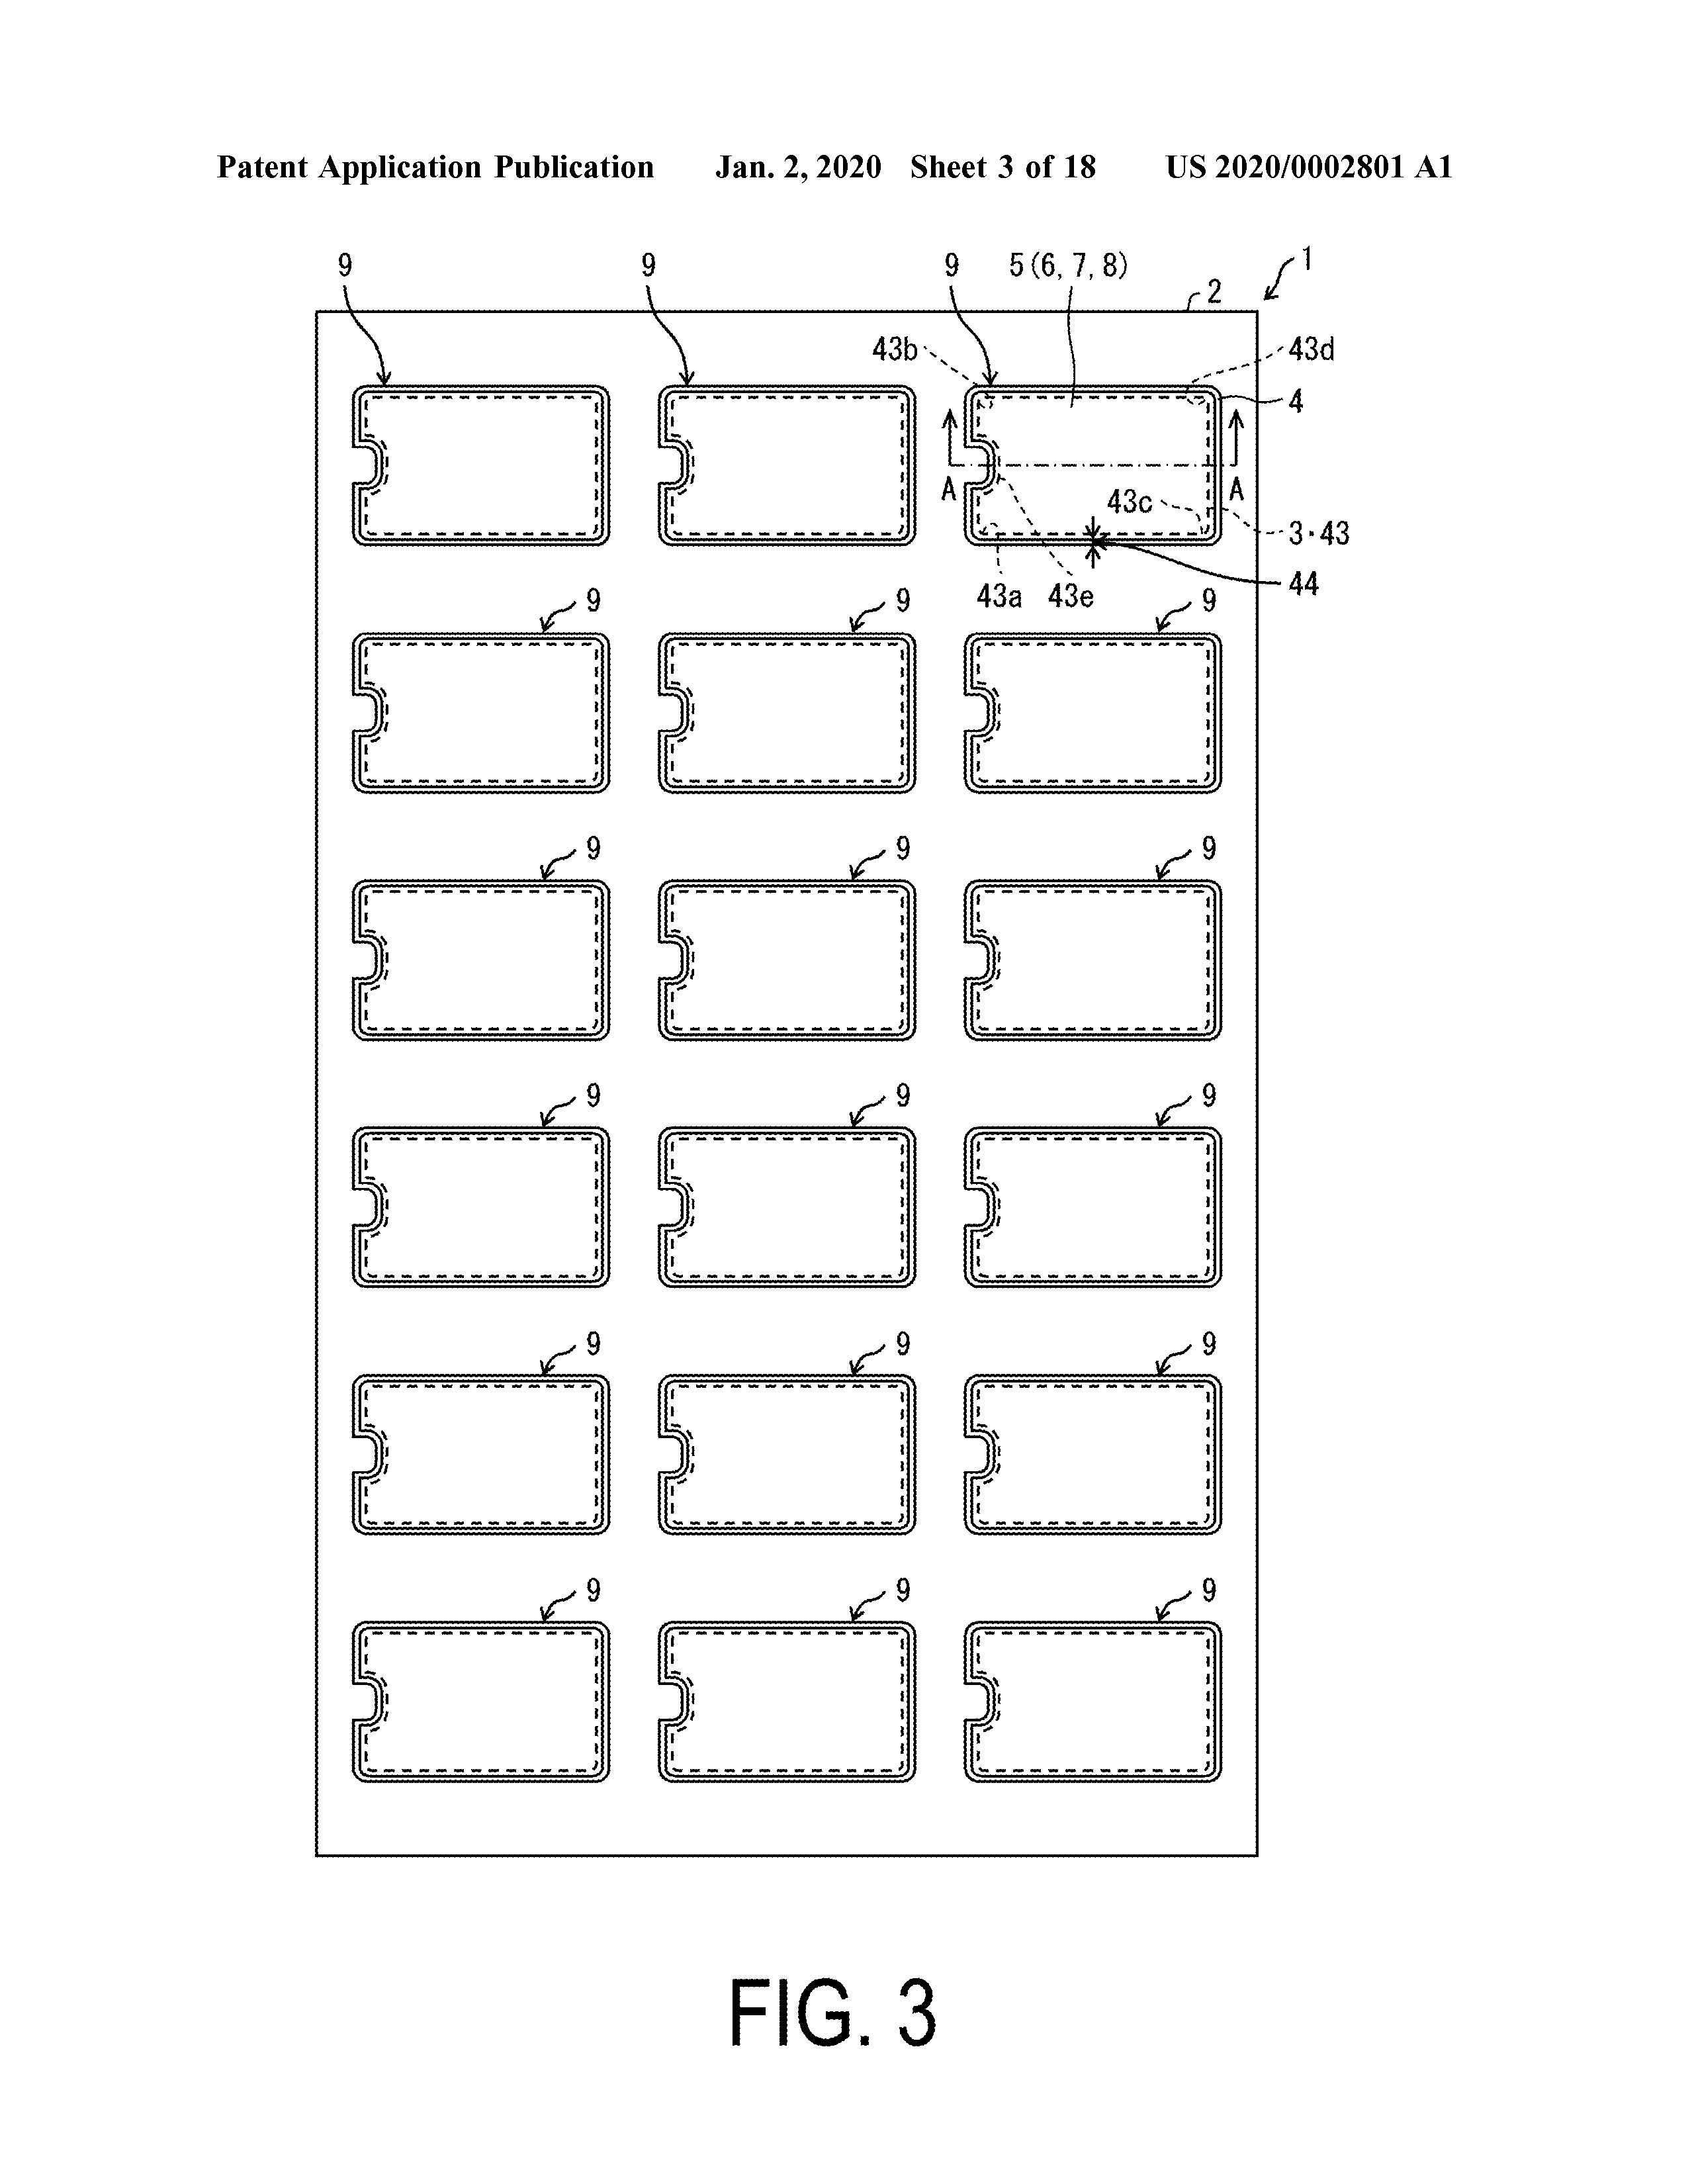 Patent Application Publication Jan. 2, 2020 Sheet 3 of 18 US 2020/0002801 A1
9 9 9 5(6, 7, 8) 1
2
43b 43d
4
A 43c A
3·43
43a 43e 44
9 9 9
9 9 9
9 9 9
9 9 9
9 9 9
FIG. 3